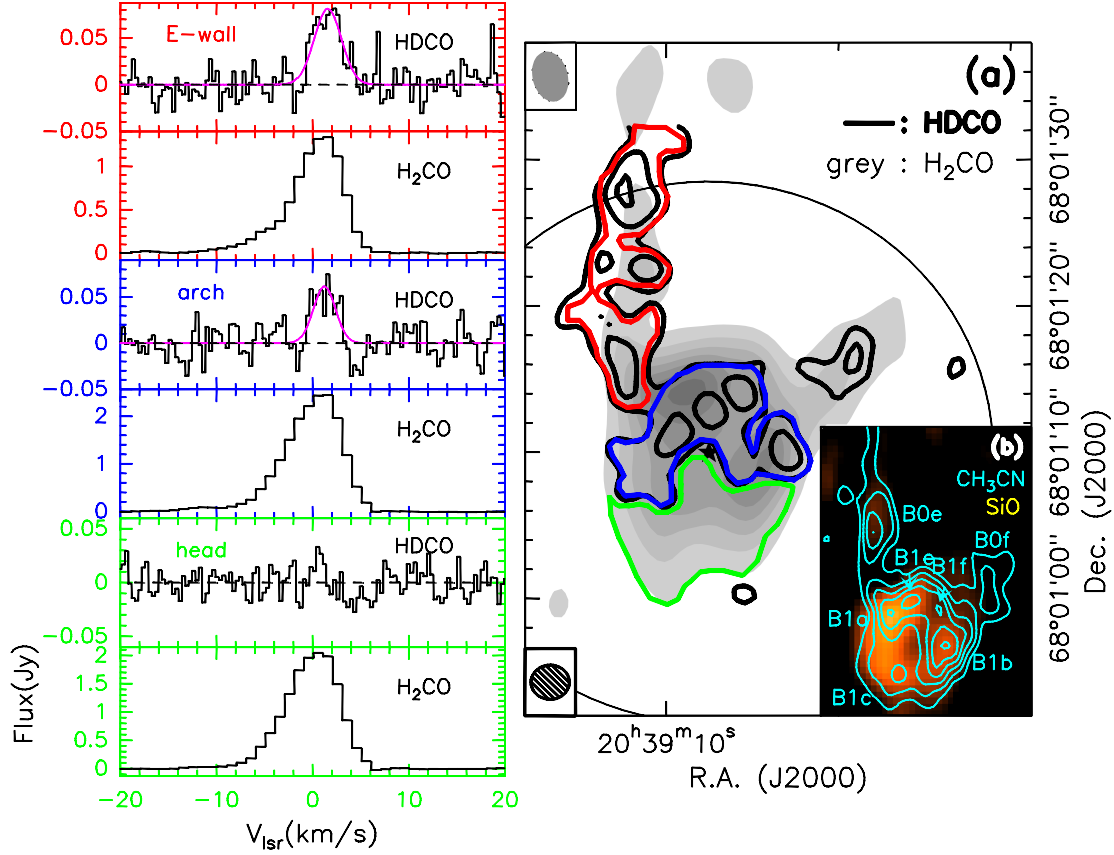 E-wall
HDCO
0.05
0
-0.05
H₂CO
1
0.5
0
arch
HDCO
0.05
0
-0.05
H₂CO
2
1
0
head
HDCO
0.05
0
-0.05
H₂CO
2
1.5
1
0.5
0
-20
-10
0
10
20
Flux(Jy)
V_lsr(km/s)
(a)
— : HDCO
grey : H₂CO
68°01'30"
68°01'20"
68°01'10"
68°01'00"
Dec. (J2000)
20ʰ39ᵐ10ˢ
R.A. (J2000)
(b)
CH₃CN
SiO
B0e
B0f
B1e
B1f
B1a
B1b
B1c